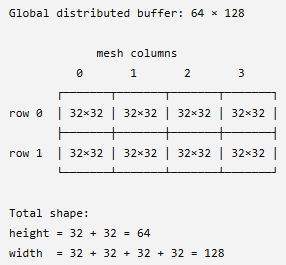 Global distributed buffer: 64 × 128
mesh columns
0 1 2 3
row 0 | 32×32 | 32×32 | 32×32 | 32×32 |
row 1 | 32×32 | 32×32 | 32×32 | 32×32 |
Total shape:
height = 32 + 32 = 64
width = 32 + 32 + 32 + 32 = 128